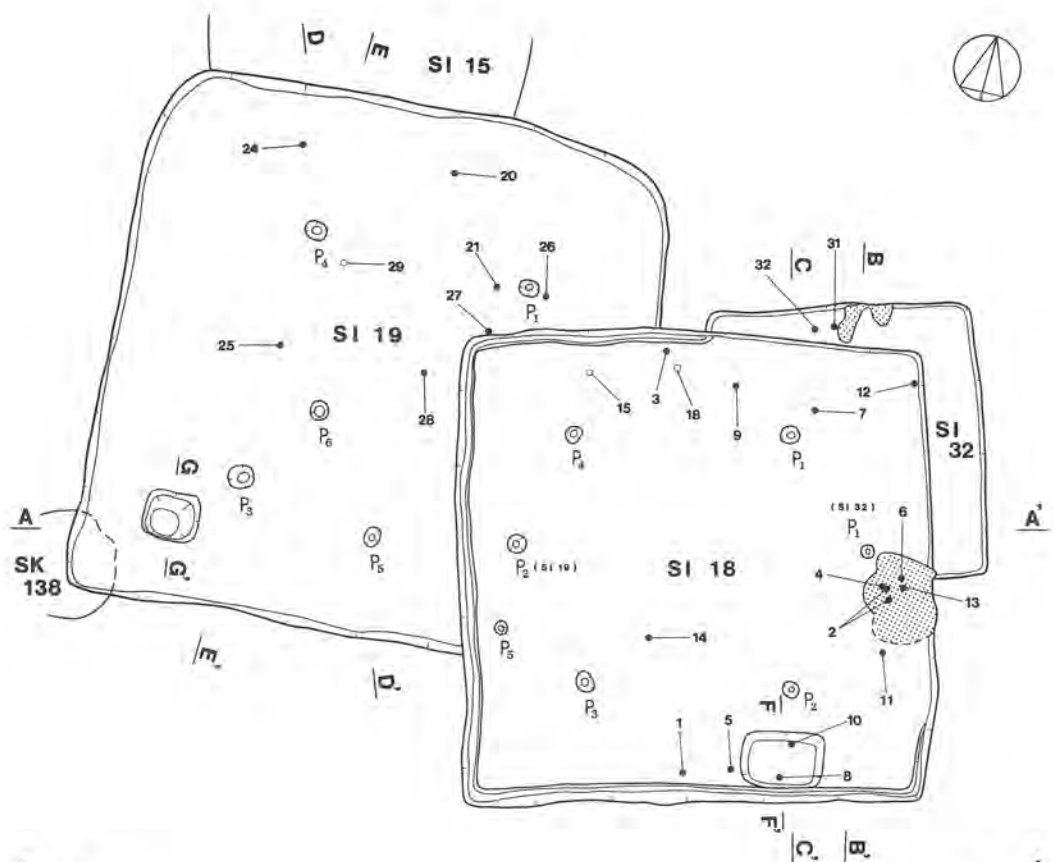 D
E
SI 15
24
20
P₄
29
21
26
P₁
C
B
32
31
27
25
SI 19
28
P₆
15
3
18
9
7
12
P₄
P₁
SI
32
G
P₃
A
SK
138
G'
P₅
P₂ (SI 19)
SI 18
(SI 32)
P₁
6
A'
4
13
2
E'
D'
P₅
14
11
P₃
F
P₂
1
5
10
8
F'
C'
B'